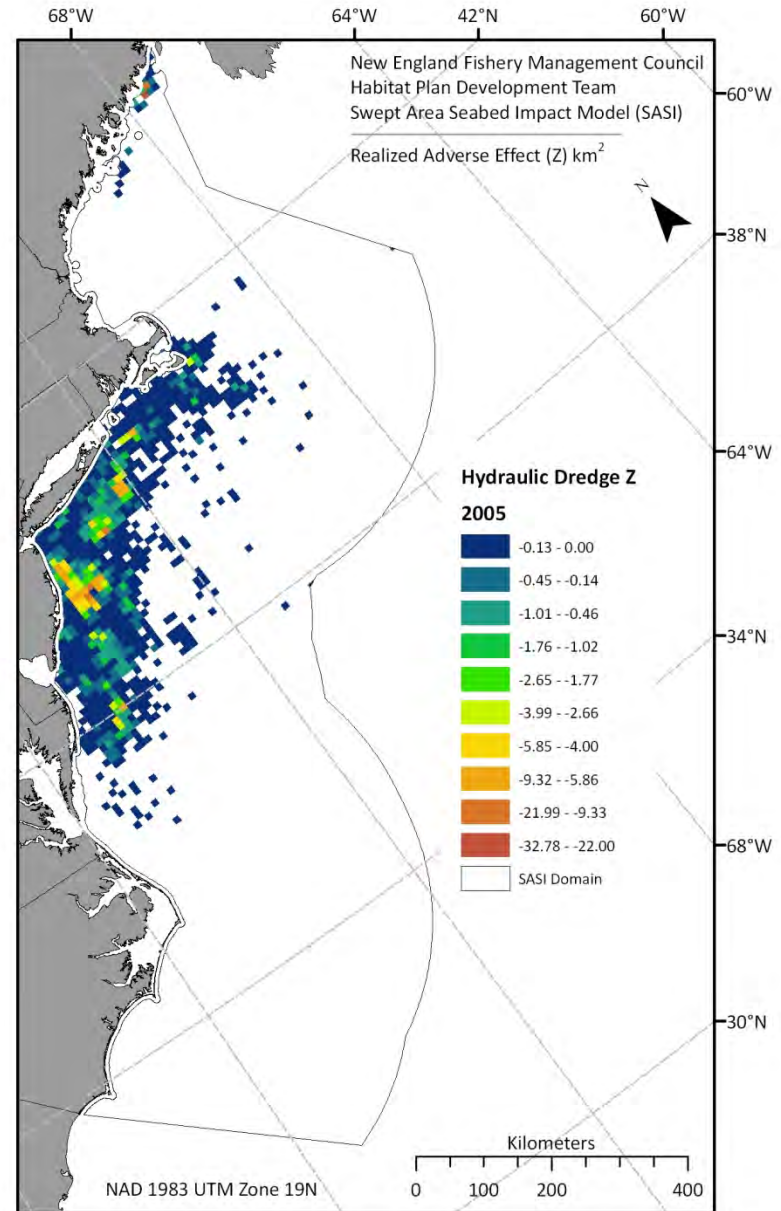 68°W 64°W 42°N 60°W
New England Fishery Management Council
Habitat Plan Development Team
Swept Area Seabed Impact Model (SASI)
Realized Adverse Effect (Z) km²
60°W
N
38°N
64°W
Hydraulic Dredge Z
2005
-0.13 - 0.00
-0.45 - -0.14
-1.01 - -0.46
-1.76 - -1.02
-2.65 - -1.77
-3.99 - -2.66
-5.85 - -4.00
-9.32 - -5.86
-21.99 - -9.33
-32.78 - -22.00
SASI Domain
34°N
68°W
30°N
Kilometers
0 100 200 400
NAD 1983 UTM Zone 19N